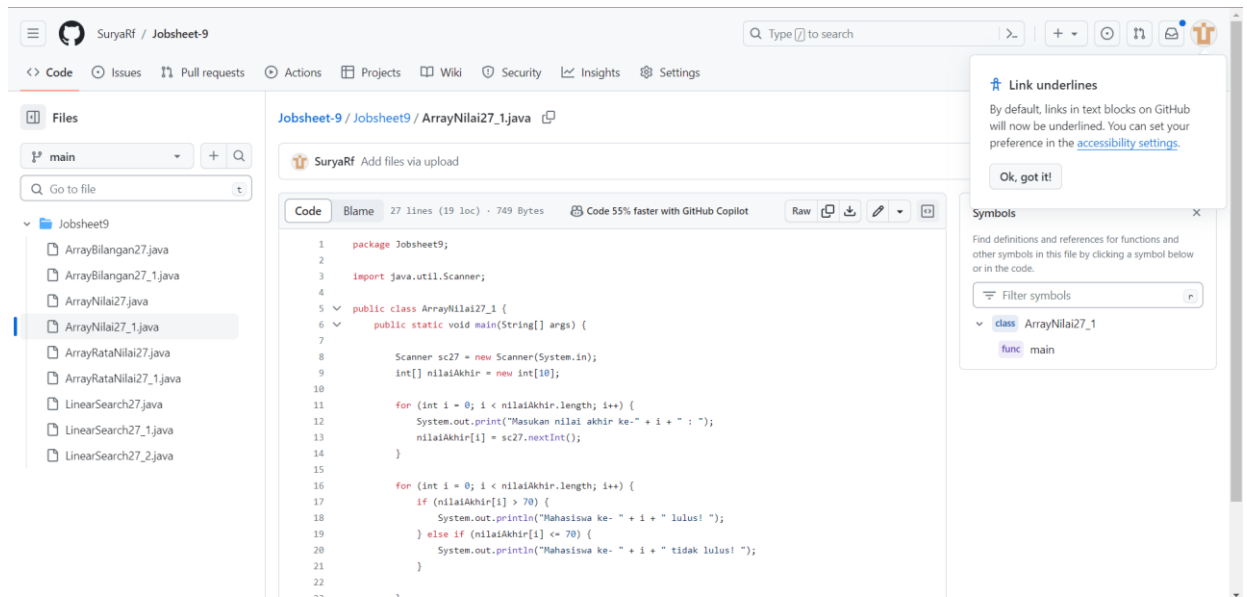 SuryaRf / Jobsheet-9
Type / to search
Code Issues Pull requests Actions Projects Wiki Security Insights Settings
Link underlines
By default, links in text blocks on GitHub
will now be underlined. You can set your
preference in the accessibility settings.
Ok, got it!
Files
main
Go to file t
Jobsheet9
ArrayBilangan27.java
ArrayBilangan27_1.java
ArrayNilai27.java
ArrayNilai27_1.java
ArrayRataNilai27.java
ArrayRataNilai27_1.java
LinearSearch27.java
LinearSearch27_1.java
LinearSearch27_2.java
Jobsheet-9 / Jobsheet9 / ArrayNilai27_1.java
SuryaRf Add files via upload
Code Blame 27 lines (19 loc) · 749 Bytes Code 55% faster with GitHub Copilot Raw
1 package Jobsheet9;
2
3 import java.util.Scanner;
4
5 public class ArrayNilai27_1 {
6 public static void main(String[] args) {
7
8 Scanner sc27 = new Scanner(System.in);
9 int[] nilaiAkhir = new int[10];
10
11 for (int i = 0; i < nilaiAkhir.length; i++) {
12 System.out.print("Masukan nilai akhir ke-" + i + " : ");
13 nilaiAkhir[i] = sc27.nextInt();
14 }
15
16 for (int i = 0; i < nilaiAkhir.length; i++) {
17 if (nilaiAkhir[i] > 70) {
18 System.out.println("Mahasiswa ke- " + i + " lulus! ");
19 } else if (nilaiAkhir[i] <= 70) {
20 System.out.println("Mahasiswa ke- " + i + " tidak lulus! ");
21 }
22
Symbols
Find definitions and references for functions and
other symbols in this file by clicking a symbol below
or in the code.
Filter symbols r
class ArrayNilai27_1
func main